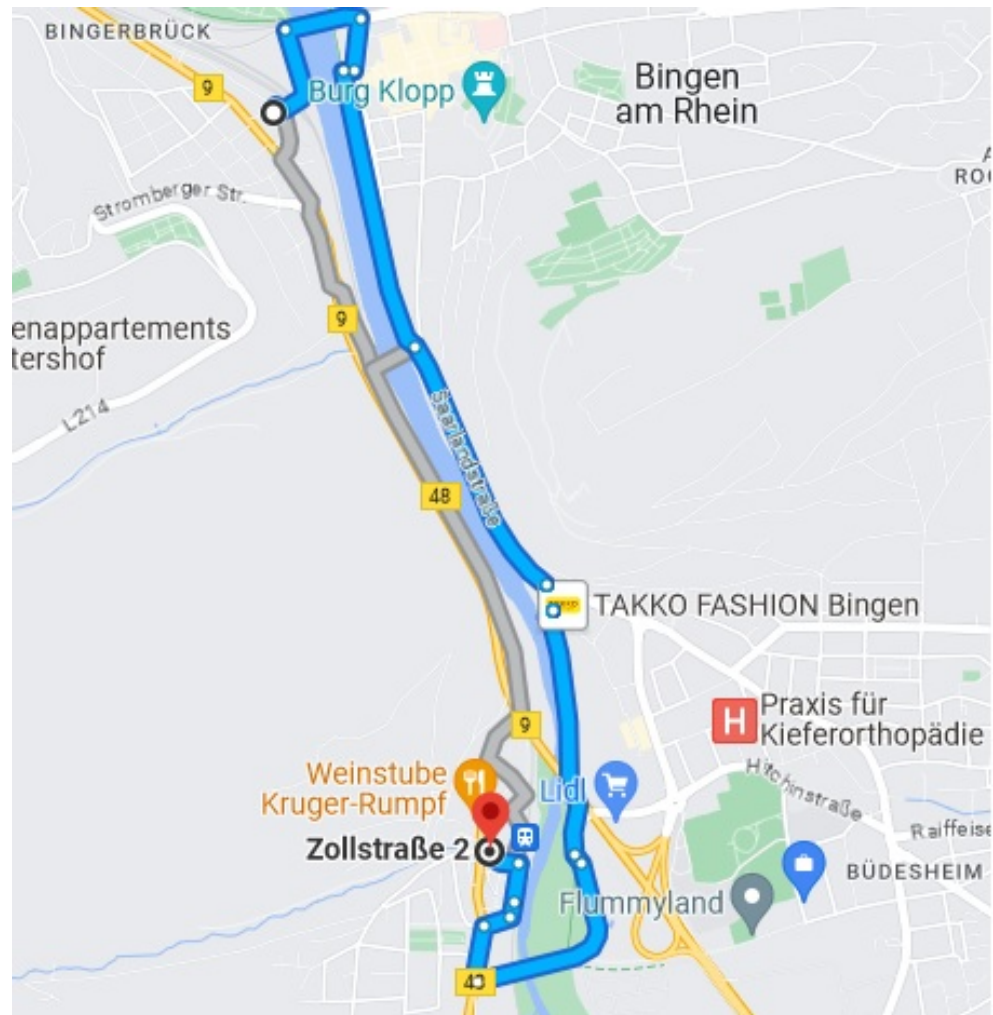 BINGERBRÜCK
9
Burg Klopp
Bingen
am Rhein
A
RO
Stromberger Str.
9
enappartements
tershof
L214
Saarlandstraße
48
TAKKO FASHION Bingen
9
H
Praxis für
Kieferorthopädie
Weinstube
Kruger-Rumpf
Lidl
Hitchinstraße
Zollstraße 2
Raiffeise
BÜDESHEIM
Flummyland
43